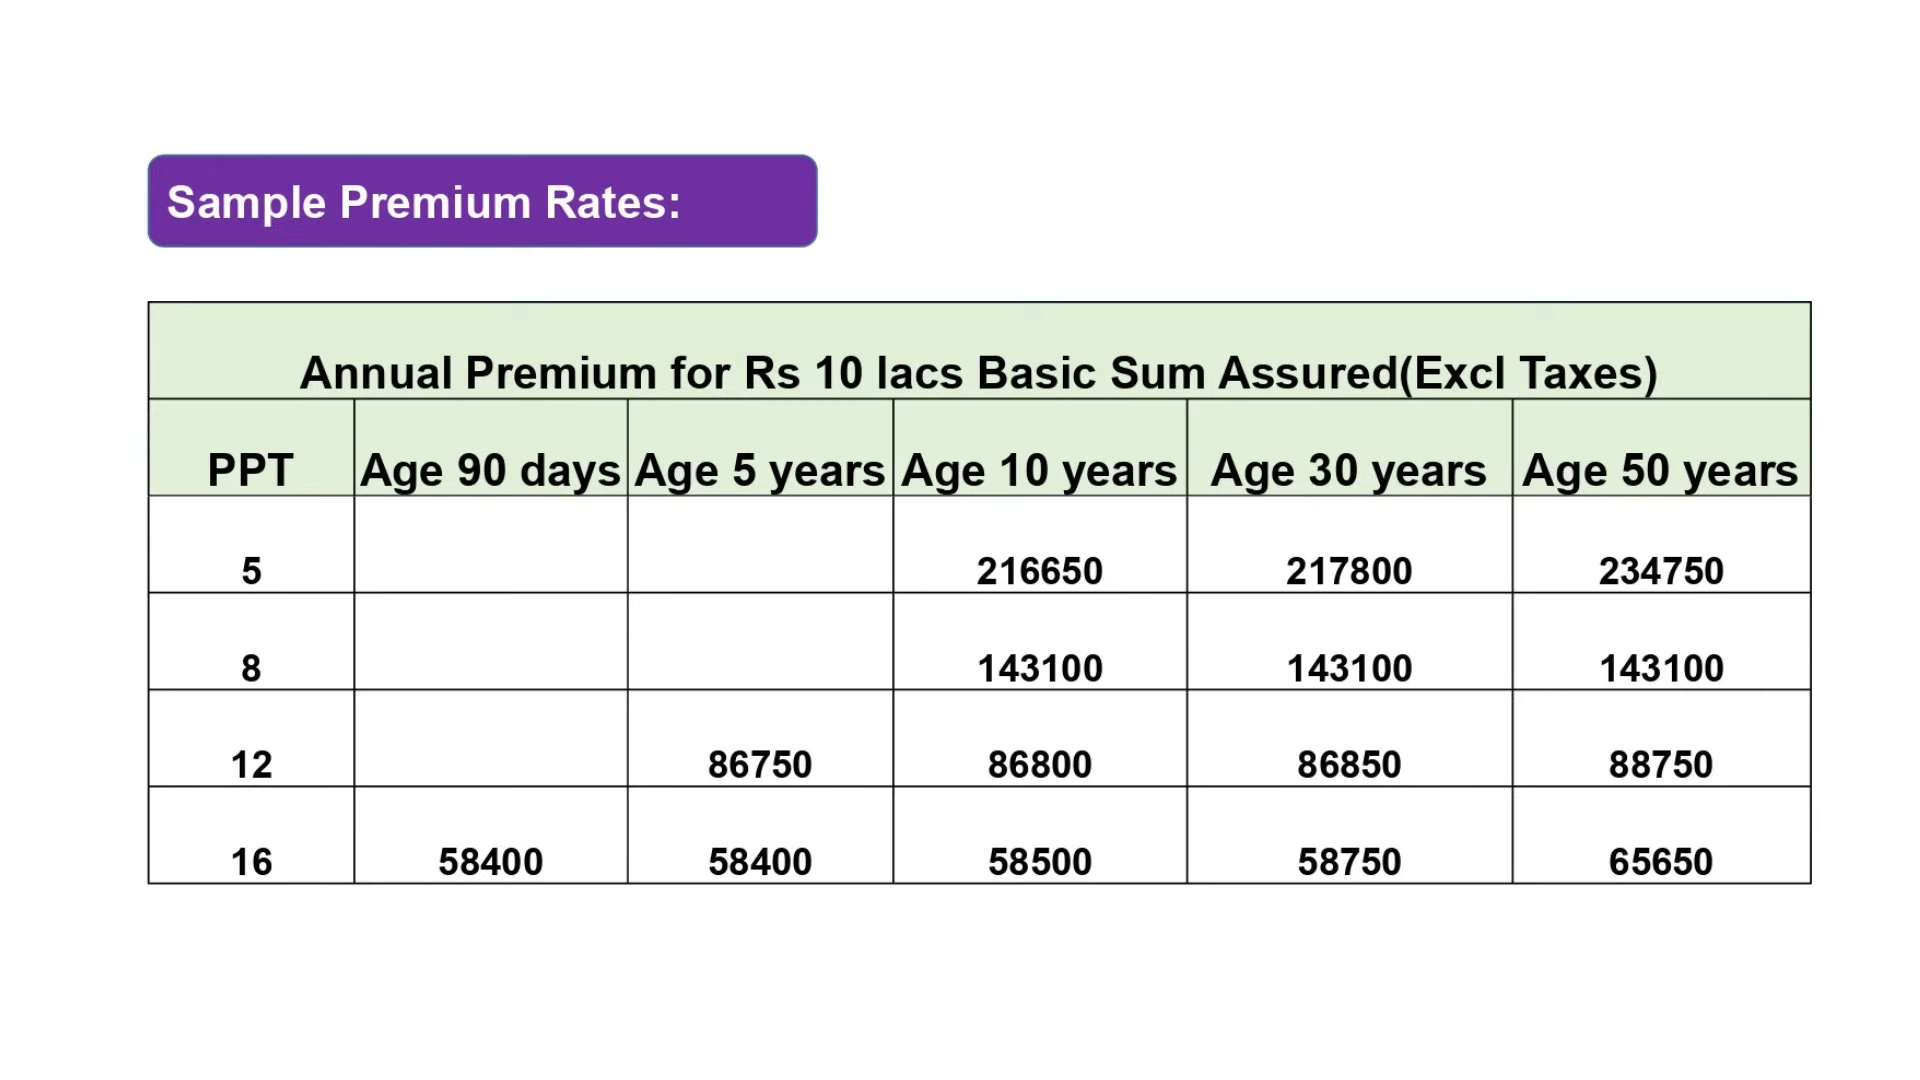 Sample Premium Rates:
Annual Premium for Rs 10 lacs Basic Sum Assured(Excl Taxes)
PPT Age 90 days Age 5 years Age 10 years Age 30 years Age 50 years
5 216650 217800 234750
8 143100 143100 143100
12 86750 86800 86850 88750
16 58400 58400 58500 58750 65650